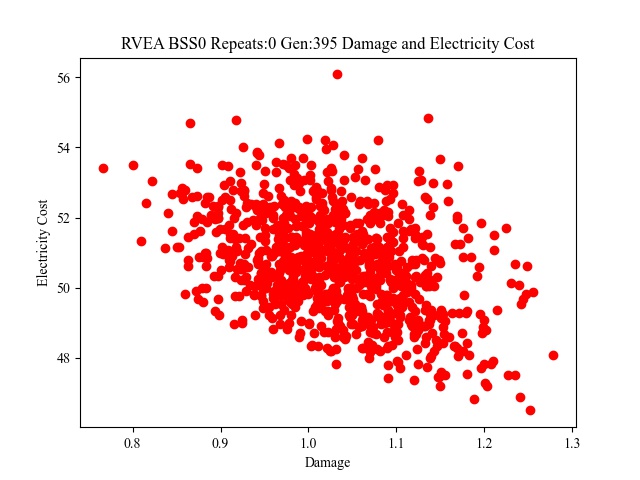 RVEA BSS0 Repeats:0 Gen:395 Damage and Electricity Cost
56
54
52
50
48
Electricity Cost
0.8 0.9 1.0 1.1 1.2 1.3
Damage